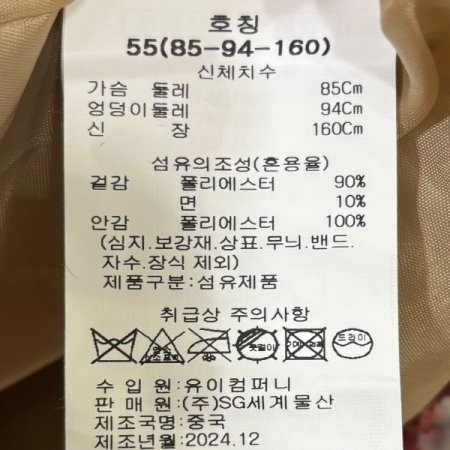 호칭
55(85-94-160)
신체치수
가슴 둘레 85Cm
엉덩이둘레 94Cm
신 장 160Cm
섬유의조성(혼용율)
겉감 폴리에스터 90%
면 10%
안감 폴리에스터 100%
(심지.보강재.상표.무늬.밴드.
자수.장식 제외)
제품구분:섬유제품
취급상 주의사항
옷걸이 드라이
수 입 원:유이컴퍼니
판 매 원:(주)SG세계물산
제조국명:중국
제조년월:2024.12